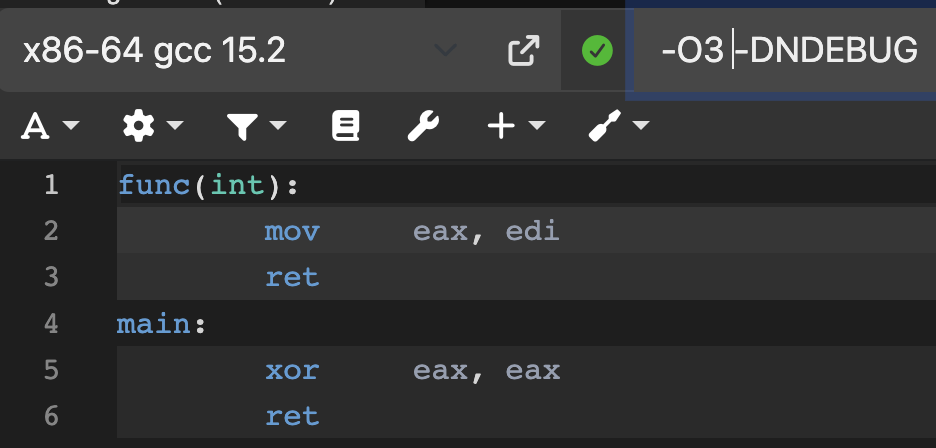 x86-64 gcc 15.2 -O3 -DNDEBUG
A
1 func(int):
2 mov eax, edi
3 ret
4 main:
5 xor eax, eax
6 ret